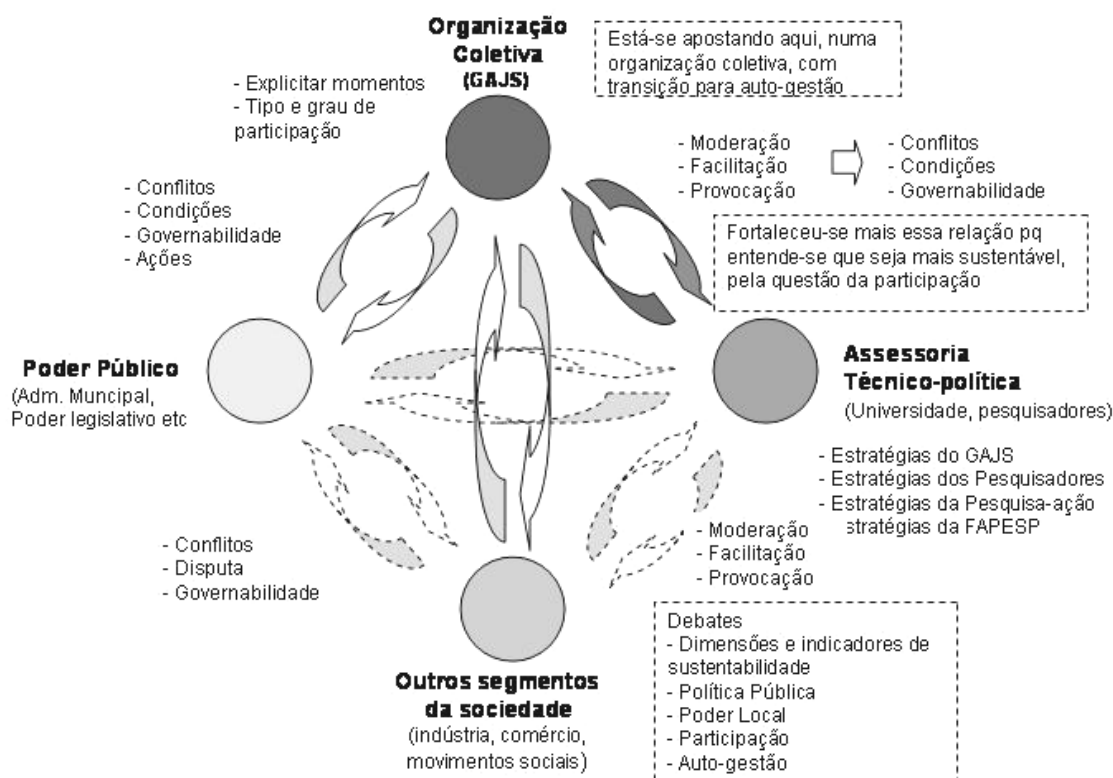 Organização
Coletiva
(GAJS)
Está-se apostando aqui, numa
organização coletiva, com
transição para auto-gestão
- Explicitar momentos
- Tipo e grau de
participação
- Moderação
- Facilitação
- Provocação
- Conflitos
- Condições
- Governabilidade
- Conflitos
- Condições
- Governabilidade
- Ações
Fortaleceu-se mais essa relação pq
entende-se que seja mais sustentável,
pela questão da participação
Poder Público
(Adm. Muncipal,
Poder legislativo etc
Assessoria
Técnico-política
(Universidade, pesquisadores)
- Estratégias do GAJS
- Estratégias dos Pesquisadores
- Estratégias da Pesquisa-ação
stratégias da FAPESP
- Conflitos
- Disputa
- Governabilidade
- Moderação
- Facilitação
- Provocação
Outros segmentos
da sociedade
(indústria, comércio,
movimentos sociais)
Debates
- Dimensões e indicadores de
sustentabilidade
- Política Pública
- Poder Local
- Participação
- Auto-gestão